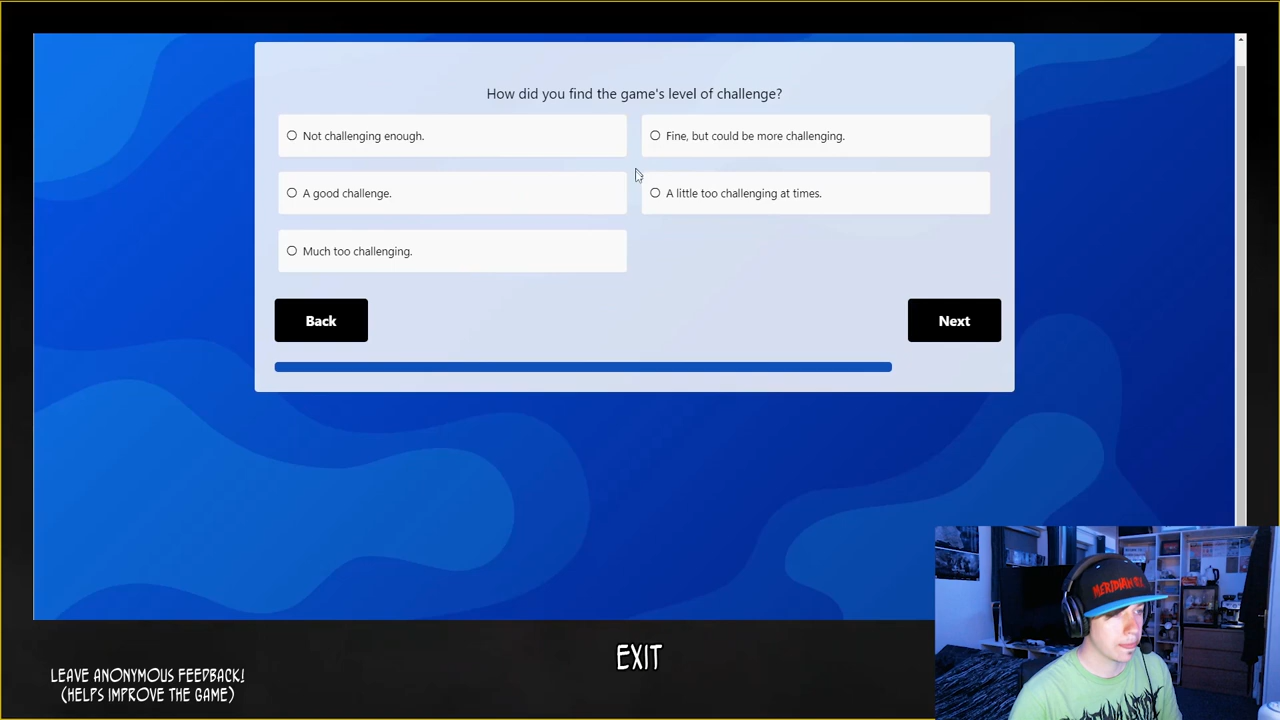 How did you find the game's level of challenge?
Not challenging enough.
Fine, but could be more challenging.
A good challenge.
A little too challenging at times.
Much too challenging.
Back
Next
EXIT
LEAVE ANONYMOUS FEEDBACK!
(HELPS IMPROVE THE GAME)